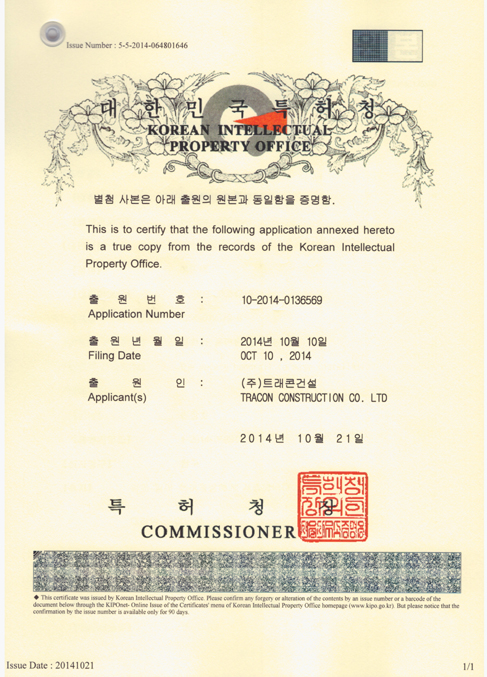 Issue Number : 5-5-2014-064801646
대한민국특허청
KOREAN INTELLECTUAL
PROPERTY OFFICE
별첨 사본은 아래 출원의 원본과 동일함을 증명함.
This is to certify that the following application annexed hereto
is a true copy from the records of the Korean Intellectual
Property Office.
출 원 번 호 : 10-2014-0136569
Application Number
출 원 년 월 일 : 2014년 10월 10일
Filing Date OCT 10 , 2014
출 원 인 : (주)트래콘건설
Applicant(s) TRACON CONSTRUCTION CO. LTD
2014년 10월 21일
특 허 청 장
COMMISSIONER
◆ This certificate was issued by Korean Intellectual Property Office. Please confirm any forgery or alteration of the contents by an issue number or a barcode of the
document below through the KIPOnet- Online Issue of the Certificates' menu of Korean Intellectual Property Office homepage (www.kipo.go.kr). But please notice that the
confirmation by the issue number is available only for 90 days.
Issue Date : 20141021
1/1